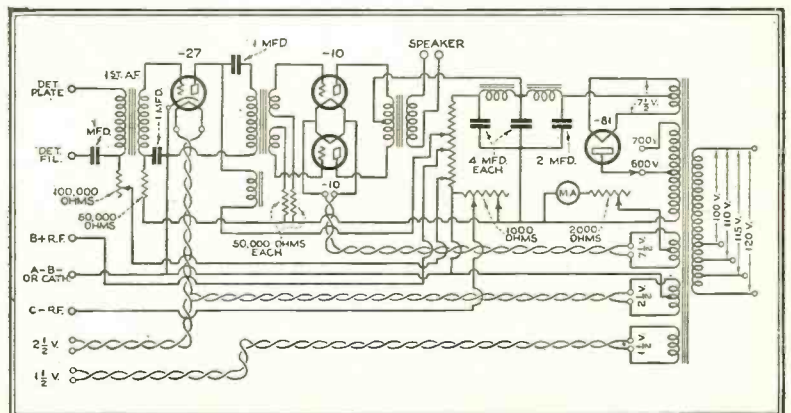 -27
1 MFD
-10
SPEAKER
1ST. A.F.
DET.
PLATE
1
MFD.
.1 MFD.
DET.
FIL.
100,000
OHMS
50,000
OHMS
-10
50,000 OHMS
EACH
4 MFD.
EACH
2 MFD.
-81
7½ V.
700V
600V
MA
1000
OHMS
2000
OHMS
100 V.
110 V.
115 V.
120 V.
B+R.F.
A-B-
OR CATH.
C-R.F.
2½ V.
1½ V.
7½ V.
2½ V.
1½ V.